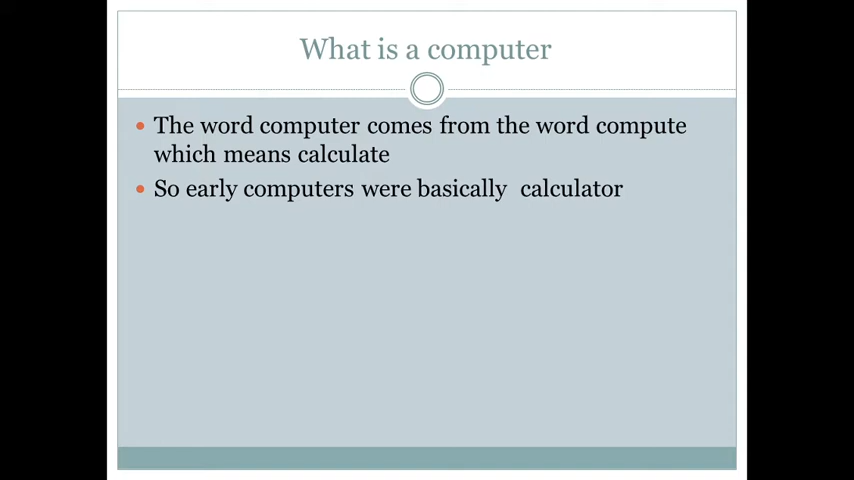 What is a computer
• The word computer comes from the word compute
which means calculate
• So early computers were basically  calculator